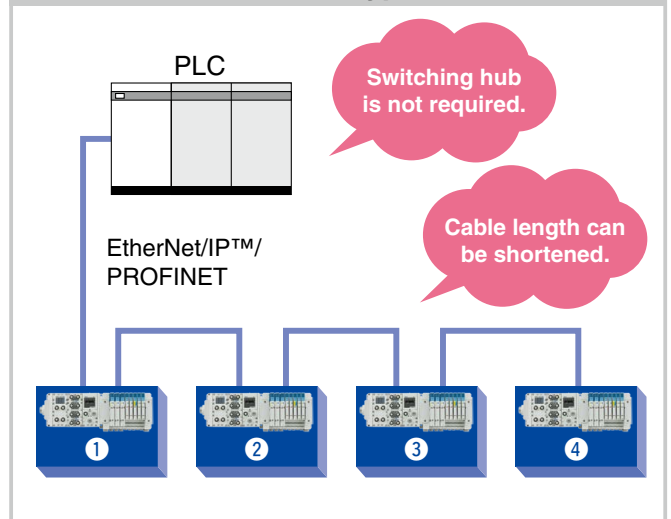 PLC
Switching hub
is not required.
Cable length can
be shortened.
EtherNet/IP™/
PROFINET
1
2
3
4